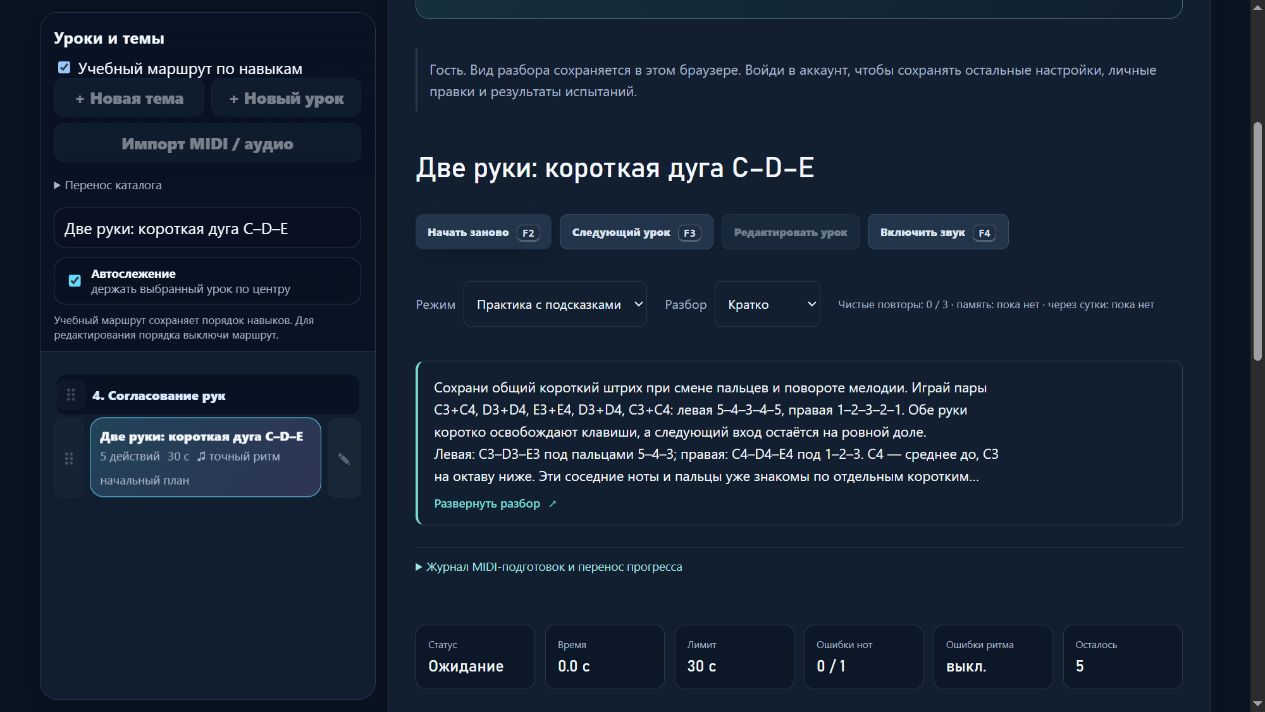 Уроки и темы
Учебный маршрут по навыкам
+ Новая тема
+ Новый урок
Импорт MIDI / аудио
Перенос каталога
Две руки: короткая дуга C–D–E
Автослежение
держать выбранный урок по центру
Учебный маршрут сохраняет порядок навыков. Для
редактирования порядка выключи маршрут.
4. Согласование рук
Две руки: короткая дуга C–D–E
5 действий 30 с ♫ точный ритм
начальный план
Гость. Вид разбора сохраняется в этом браузере. Войди в аккаунт, чтобы сохранять остальные настройки, личные
правки и результаты испытаний.
Две руки: короткая дуга C–D–E
Начать заново F2
Следующий урок F3
Редактировать урок
Включить звук F4
Режим
Практика с подсказками
Разбор
Кратко
Чистые повторы: 0 / 3 · память: пока нет · через сутки: пока нет
Сохрани общий короткий штрих при смене пальцев и повороте мелодии. Играй пары
C3+C4, D3+D4, E3+E4, D3+D4, C3+C4: левая 5–4–3–4–5, правая 1–2–3–2–1. Обе руки
коротко освобождают клавиши, а следующий вход остаётся на ровной доле.
Левая: C3–D3–E3 под пальцами 5–4–3; правая: C4–D4–E4 под 1–2–3. C4 — среднее до, C3
на октаву ниже. Эти соседние ноты и пальцы уже знакомы по отдельным коротким…
Развернуть разбор ↗
Журнал MIDI-подготовок и перенос прогресса
Статус
Ожидание
Время
0.0 с
Лимит
30 с
Ошибки нот
0 / 1
Ошибки ритма
выкл.
Осталось
5